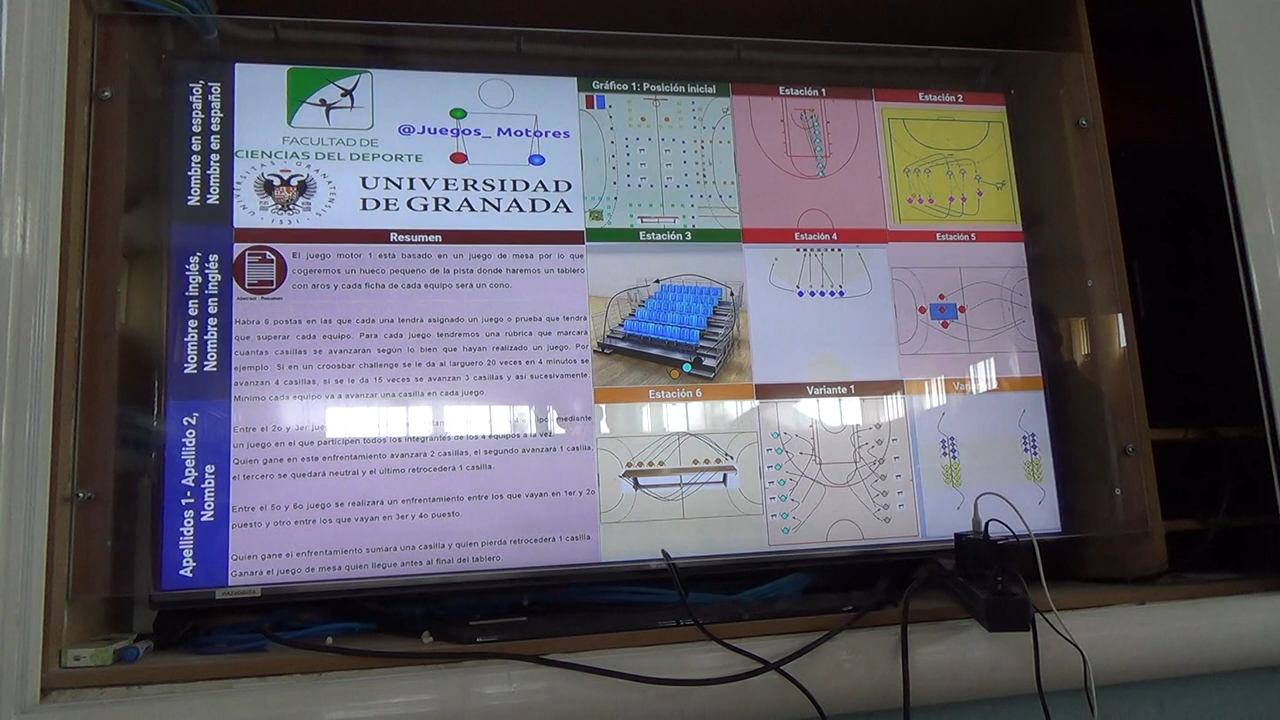 Nombre en español,
Nombre en español
Nombre en inglés,
Nombre en inglés
Apellidos 1- Apellido 2,
Nombre
FACULTAD DE
CIENCIAS DEL DEPORTE
@Juegos_ Motores
1531
UNIVERSIDAD
DE GRANADA
Resumen
El juego motor 1 está basado en un juego de mesa por lo que
cogeremos un hueco pequeño de la pista donde haremos un tablero
con aros y cada ficha de cada equipo será un cono.
Abstract - Resumen
Habra 6 postas en las que cada una tendrá asignado un juego o prueba que tendrá
que superar cada equipo. Para cada juego tendremos una rúbrica que marcará
cuantas casillas se avanzaran según lo bien que hayan realizado un juego. Por
ejemplo. Si en un croosbar challenge se le da al larguero 20 veces en 4 minutos se
avanzan 4 casillas, si se le da 15 veces se avanzan 3 casillas y así sucesivamente.
Mínimo cada equipo va a avanzar una casilla en cada juego.
Entre el 2o y 3er mediante
un juego en el que participen todos los integrantes de los 4 equipos a la vez.
Quien gane en este enfrentamiento avanzará 2 casillas, el segundo avanzará 1 casilla,
el tercero se quedará neutral y el último retrocederá 1 casilla.
Entre el 5o y 6o juego se realizará un enfrentamiento entre los que vayan en 1er y 2o
puesto y otro entre los que vayan en 3er y 4o puesto.
Quien gane el enfrentamiento sumará una casilla y quien pierda retrocederá 1 casilla.
Ganará el juego de mesa quien llegue antes al final del tablero.
Gráfico 1: Posición inicial
Estación 1
Estación 2
Estación 3
Estación 4
Estación 5
Estación 6
Variante 1